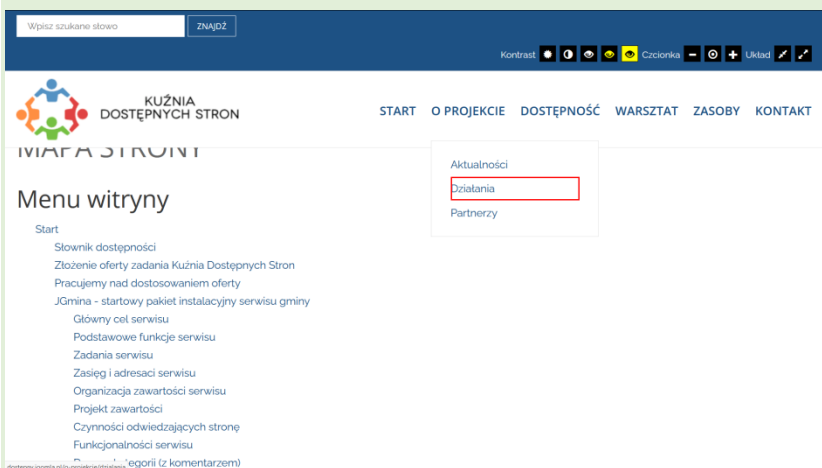 Wpisz szukane słowo ZNAJDŹ
Kontrast Czcionka Układ
KUŹNIA
DOSTĘPNYCH STRON
START O PROJEKCIE DOSTĘPNOŚĆ WARSZTAT ZASOBY KONTAKT
MAPA STRONY
Aktualności
Działania
Partnerzy
Menu witryny
Start
Słownik dostępności
Złożenie oferty zadania Kuźnia Dostępnych Stron
Pracujemy nad dostosowaniem oferty
JGmina - startowy pakiet instalacyjny serwisu gminy
Główny cel serwisu
Podstawowe funkcje serwisu
Zadania serwisu
Zasięg i adresaci serwisu
Organizacja zawartości serwisu
Projekt zawartości
Czynności odwiedzających stronę
Funkcjonalności serwisu
(z komentarzem)